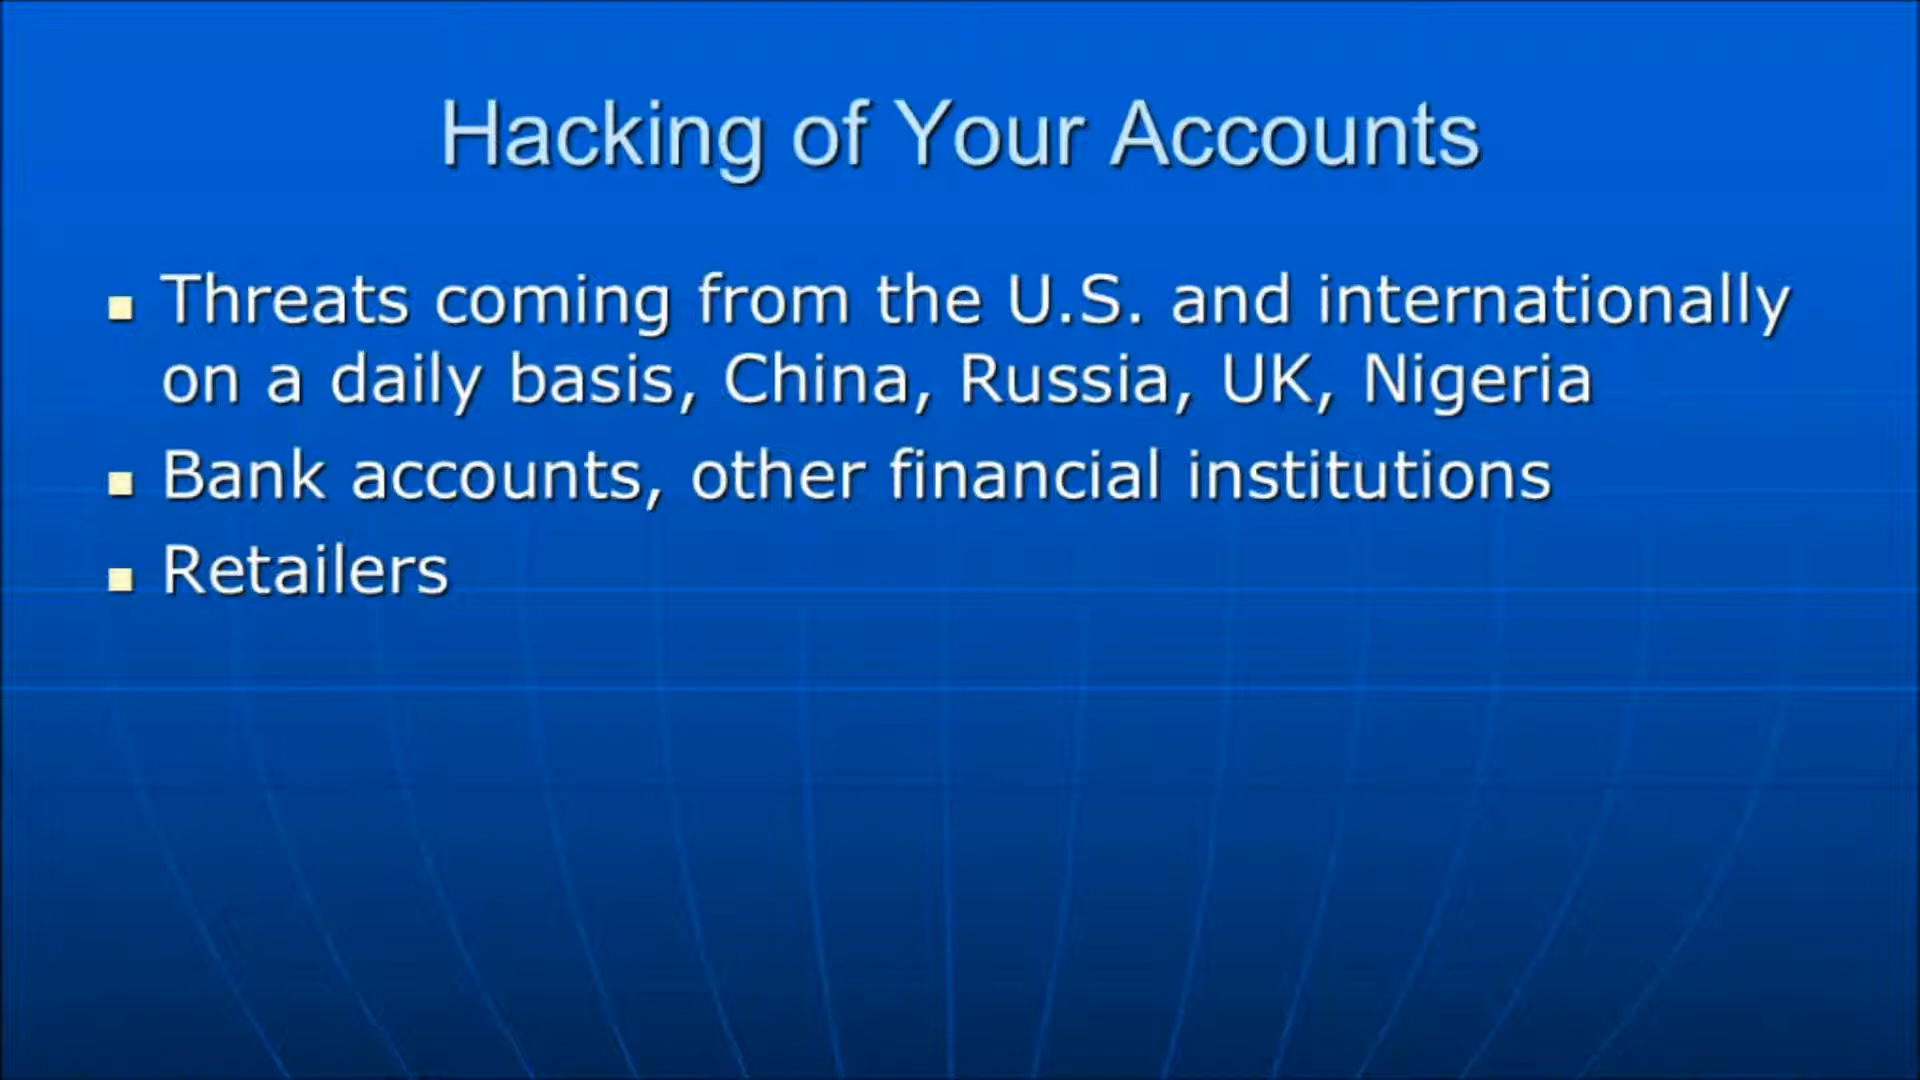 Hacking of Your Accounts
Threats coming from the U.S. and internationally
on a daily basis, China, Russia, UK, Nigeria
Bank accounts, other financial institutions
Retailers